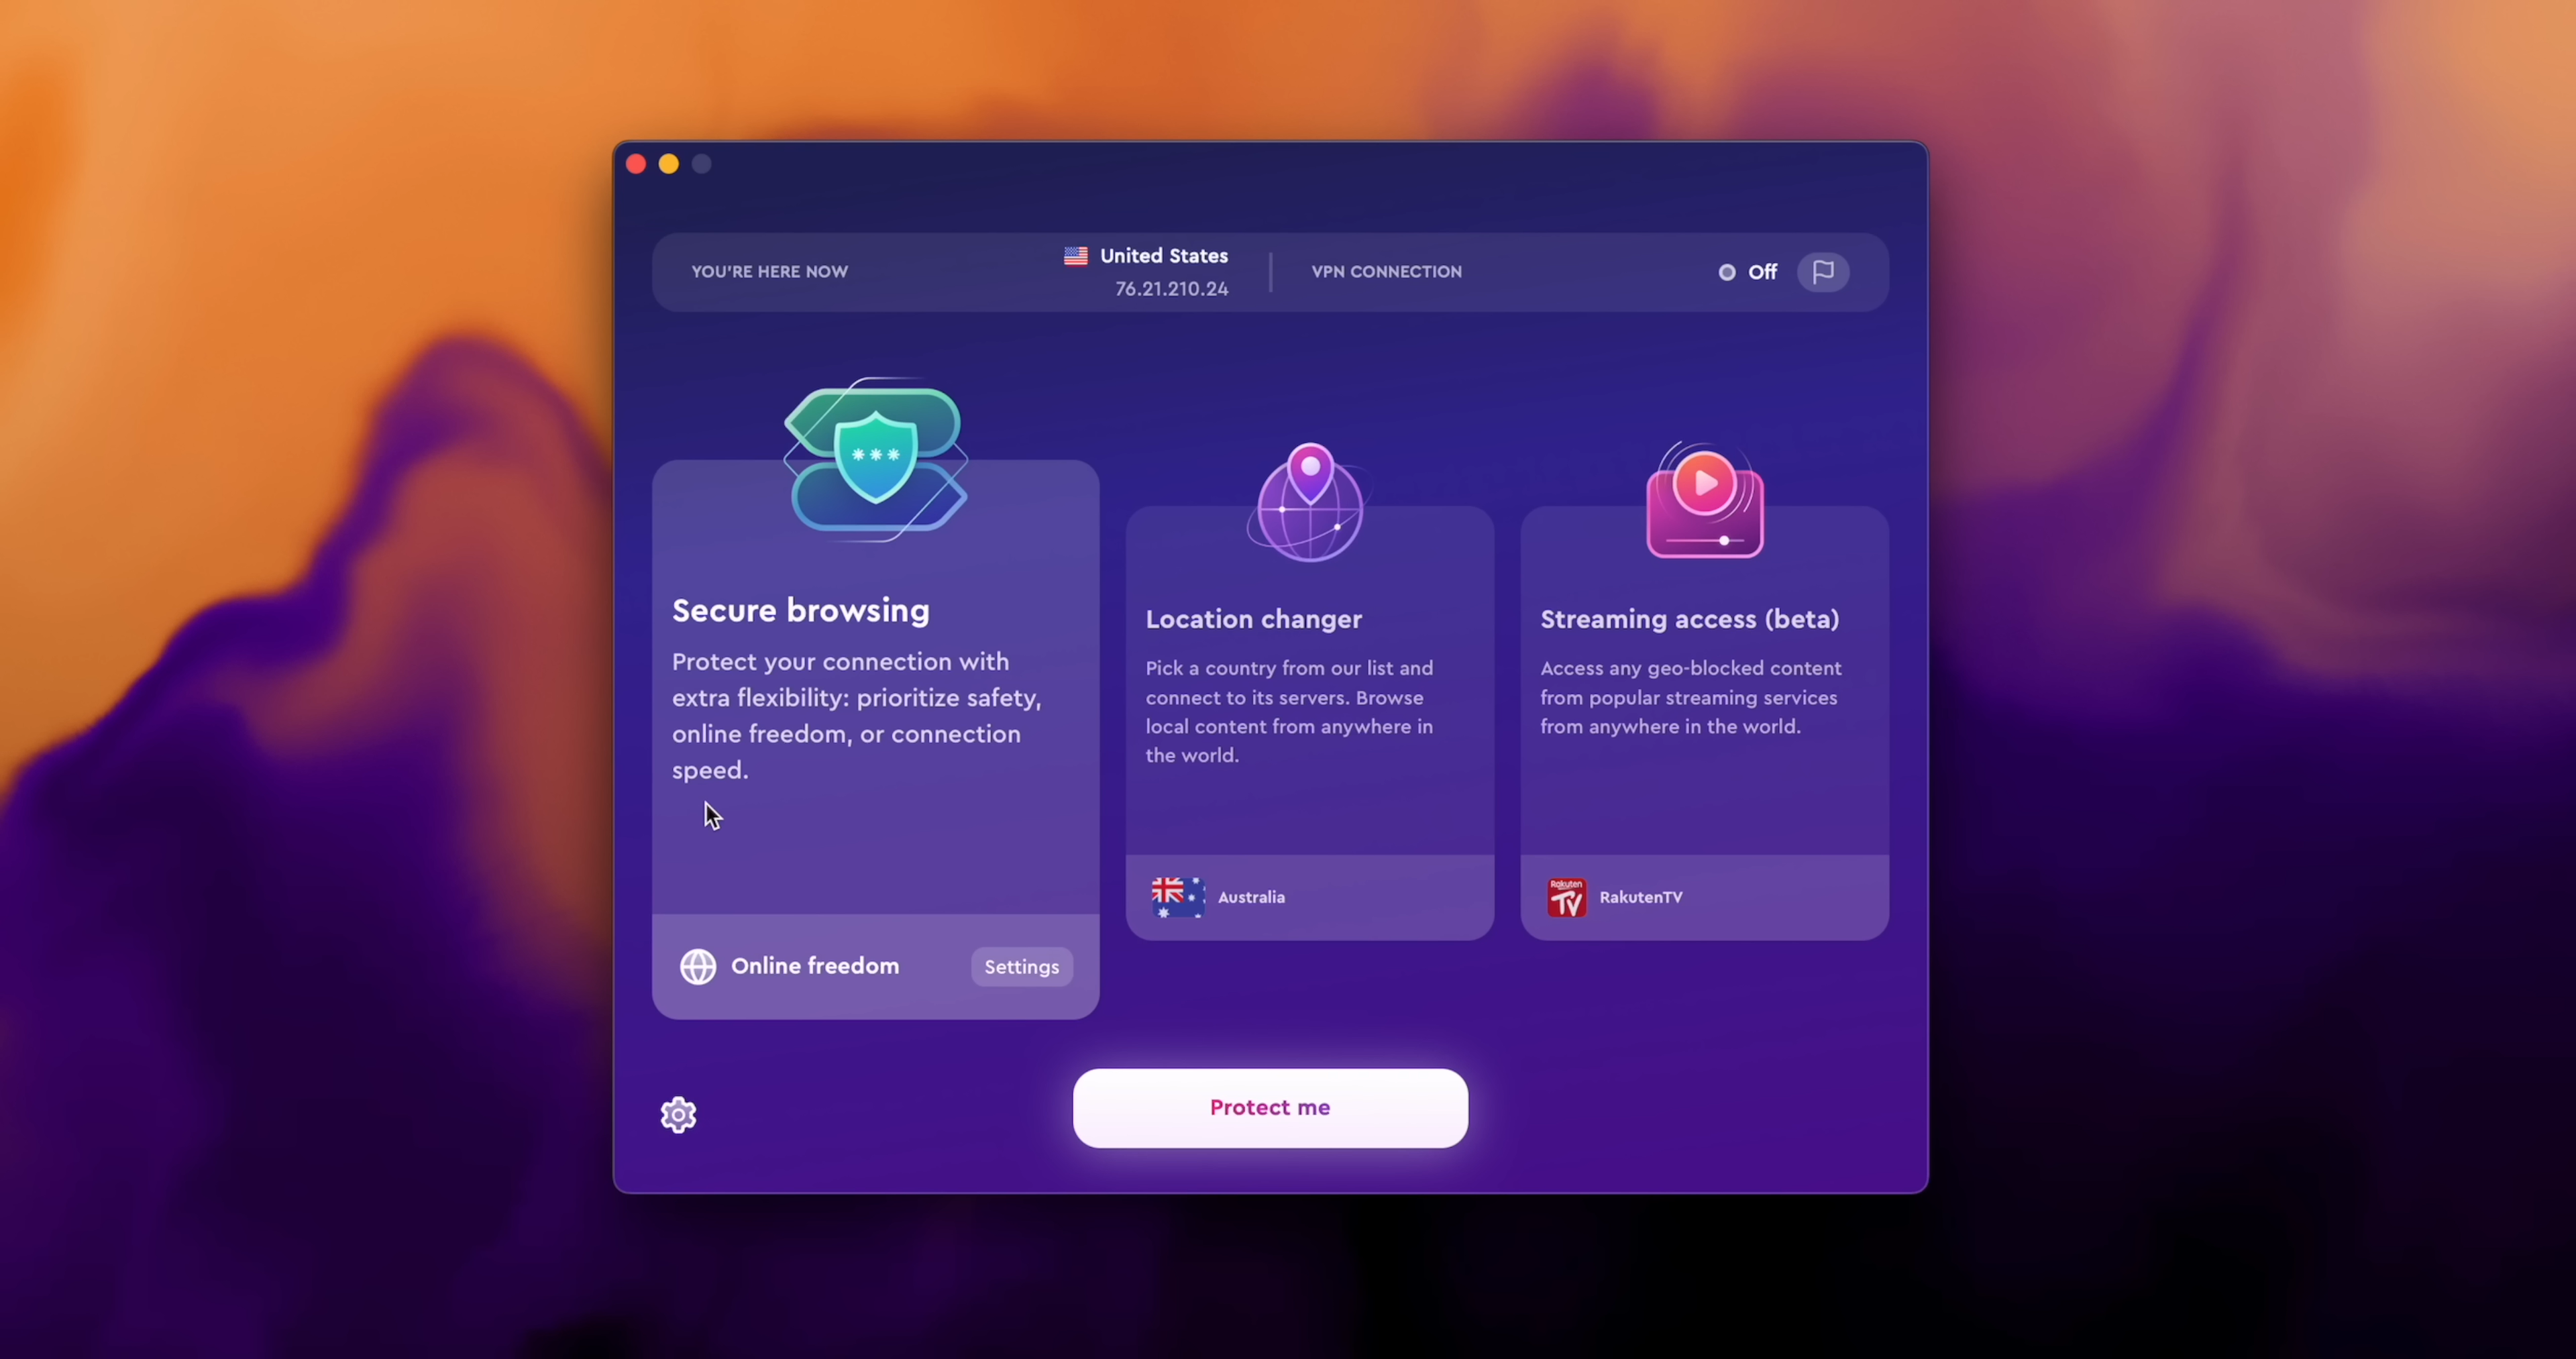 YOU'RE HERE NOW
United States
76.21.210.24
VPN CONNECTION
Off
Secure browsing
Protect your connection with
extra flexibility: prioritize safety,
online freedom, or connection
speed.
Online freedom
Settings
Location changer
Pick a country from our list and
connect to its servers. Browse
local content from anywhere in
the world.
Australia
Streaming access (beta)
Access any geo-blocked content
from popular streaming services
from anywhere in the world.
Rakuten
TV
RakutenTV
Protect me